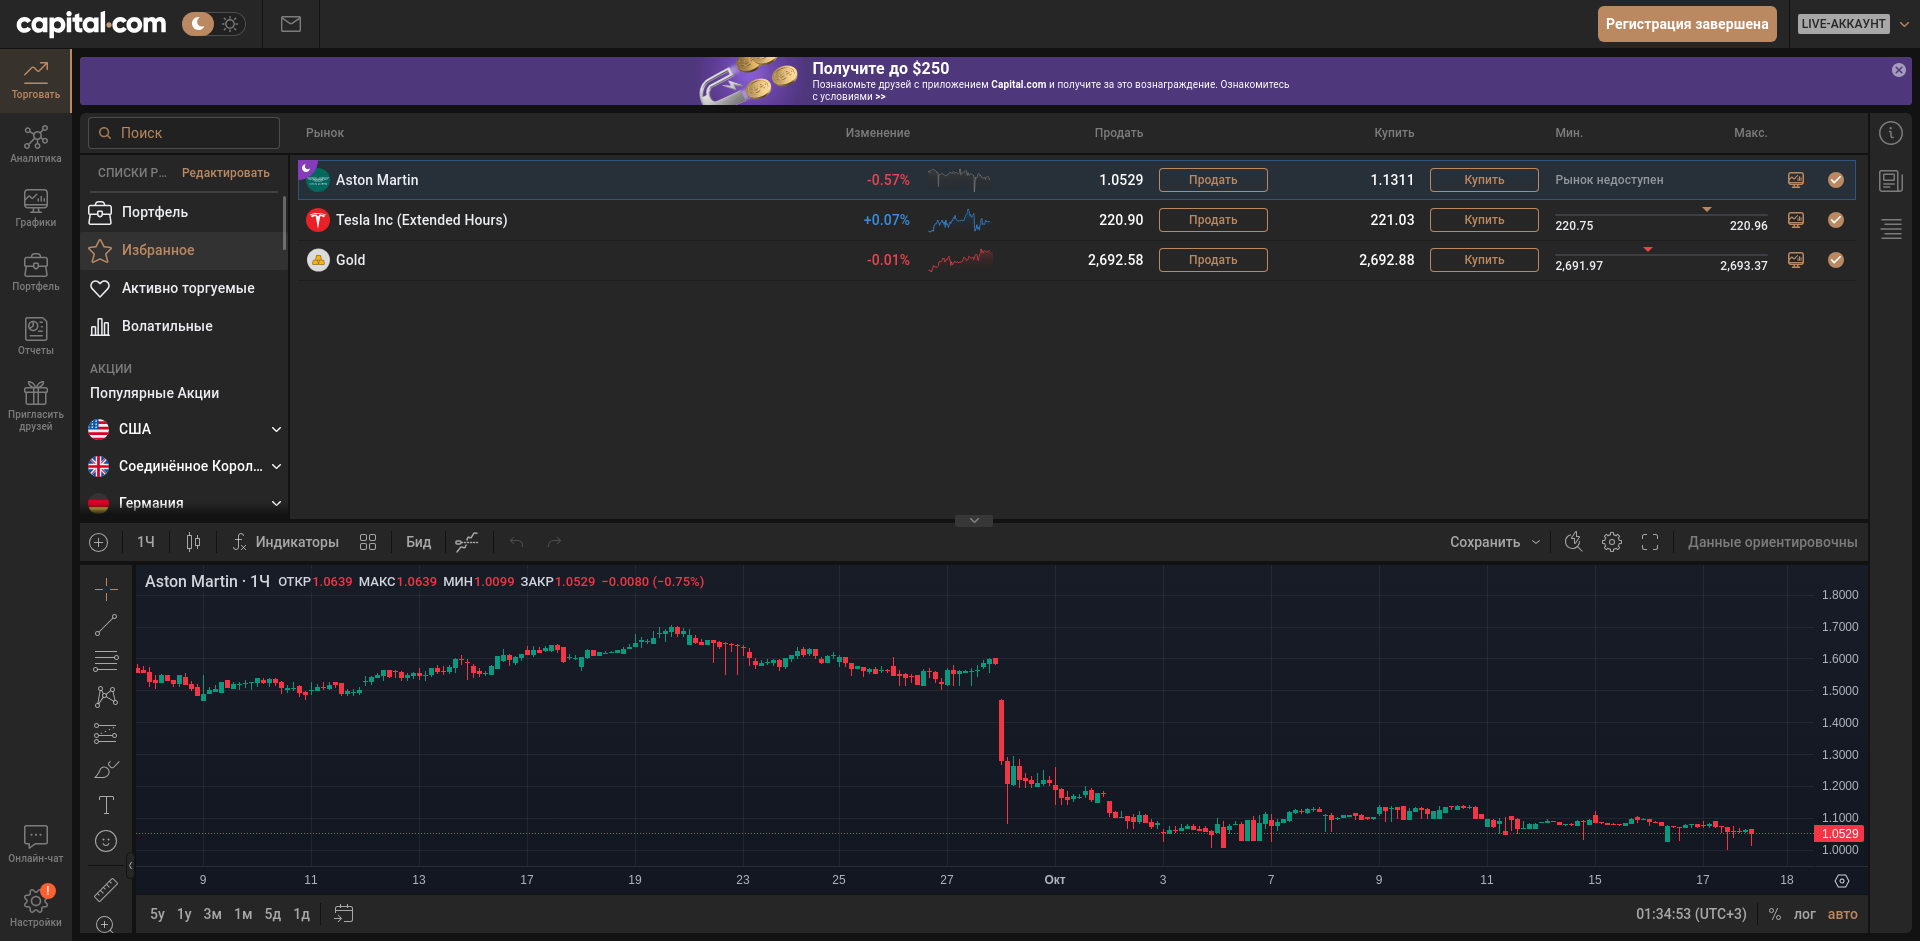 capital.com
Регистрация завершена
LIVE-АККАУНТ
Торговать
Аналитика
Графики
Портфель
Отчеты
Пригласить
друзей
Онлайн-чат
!
Настройки
Получите до $250
Познакомьте друзей с приложением Capital.com и получите за это вознаграждение. Ознакомитесь
с условиями >>
Поиск
СПИСКИ Р... Редактировать
Портфель
Избранное
Активно торгуемые
Волатильные
АКЦИИ
Популярные Акции
США
Соединённое Корол...
Германия
Рынок Изменение Продать Купить Мин. Макс.
Aston Martin -0.57% 1.0529 Продать 1.1311 Купить Рынок недоступен
Tesla Inc (Extended Hours) +0.07% 220.90 Продать 221.03 Купить 220.75 220.96
Gold -0.01% 2,692.58 Продать 2,692.88 Купить 2,691.97 2,693.37
1Ч Индикаторы Бид Сохранить Данные ориентировочны
Aston Martin · 1Ч ОТКР1.0639 МАКС1.0639 МИН1.0099 ЗАКР1.0529 −0.0080 (−0.75%)
1.8000
1.7000
1.6000
1.5000
1.4000
1.3000
1.2000
1.1000
1.0529
1.0000
9 11 13 17 19 23 25 27 Окт 3 7 9 11 15 17 18
5y 1y 3м 1м 5д 1д 01:34:53 (UTC+3) % лог авто